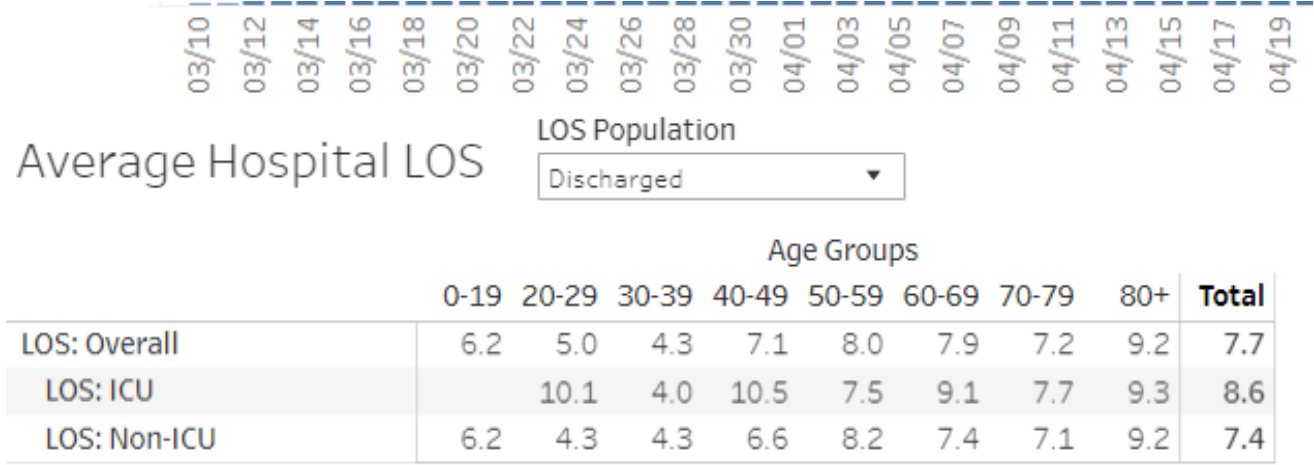 03/10 03/12 03/14 03/16 03/18 03/20 03/22 03/24 03/26 03/28 03/30 04/01 04/03 04/05 04/07 04/09 04/11 04/13 04/15 04/17 04/19
LOS Population
Average Hospital LOS
Discharged
Age Groups
0-19 20-29 30-39 40-49 50-59 60-69 70-79 80+ Total
LOS: Overall 6.2 5.0 4.3 7.1 8.0 7.9 7.2 9.2 7.7
LOS: ICU 10.1 4.0 10.5 7.5 9.1 7.7 9.3 8.6
LOS: Non-ICU 6.2 4.3 4.3 6.6 8.2 7.4 7.1 9.2 7.4